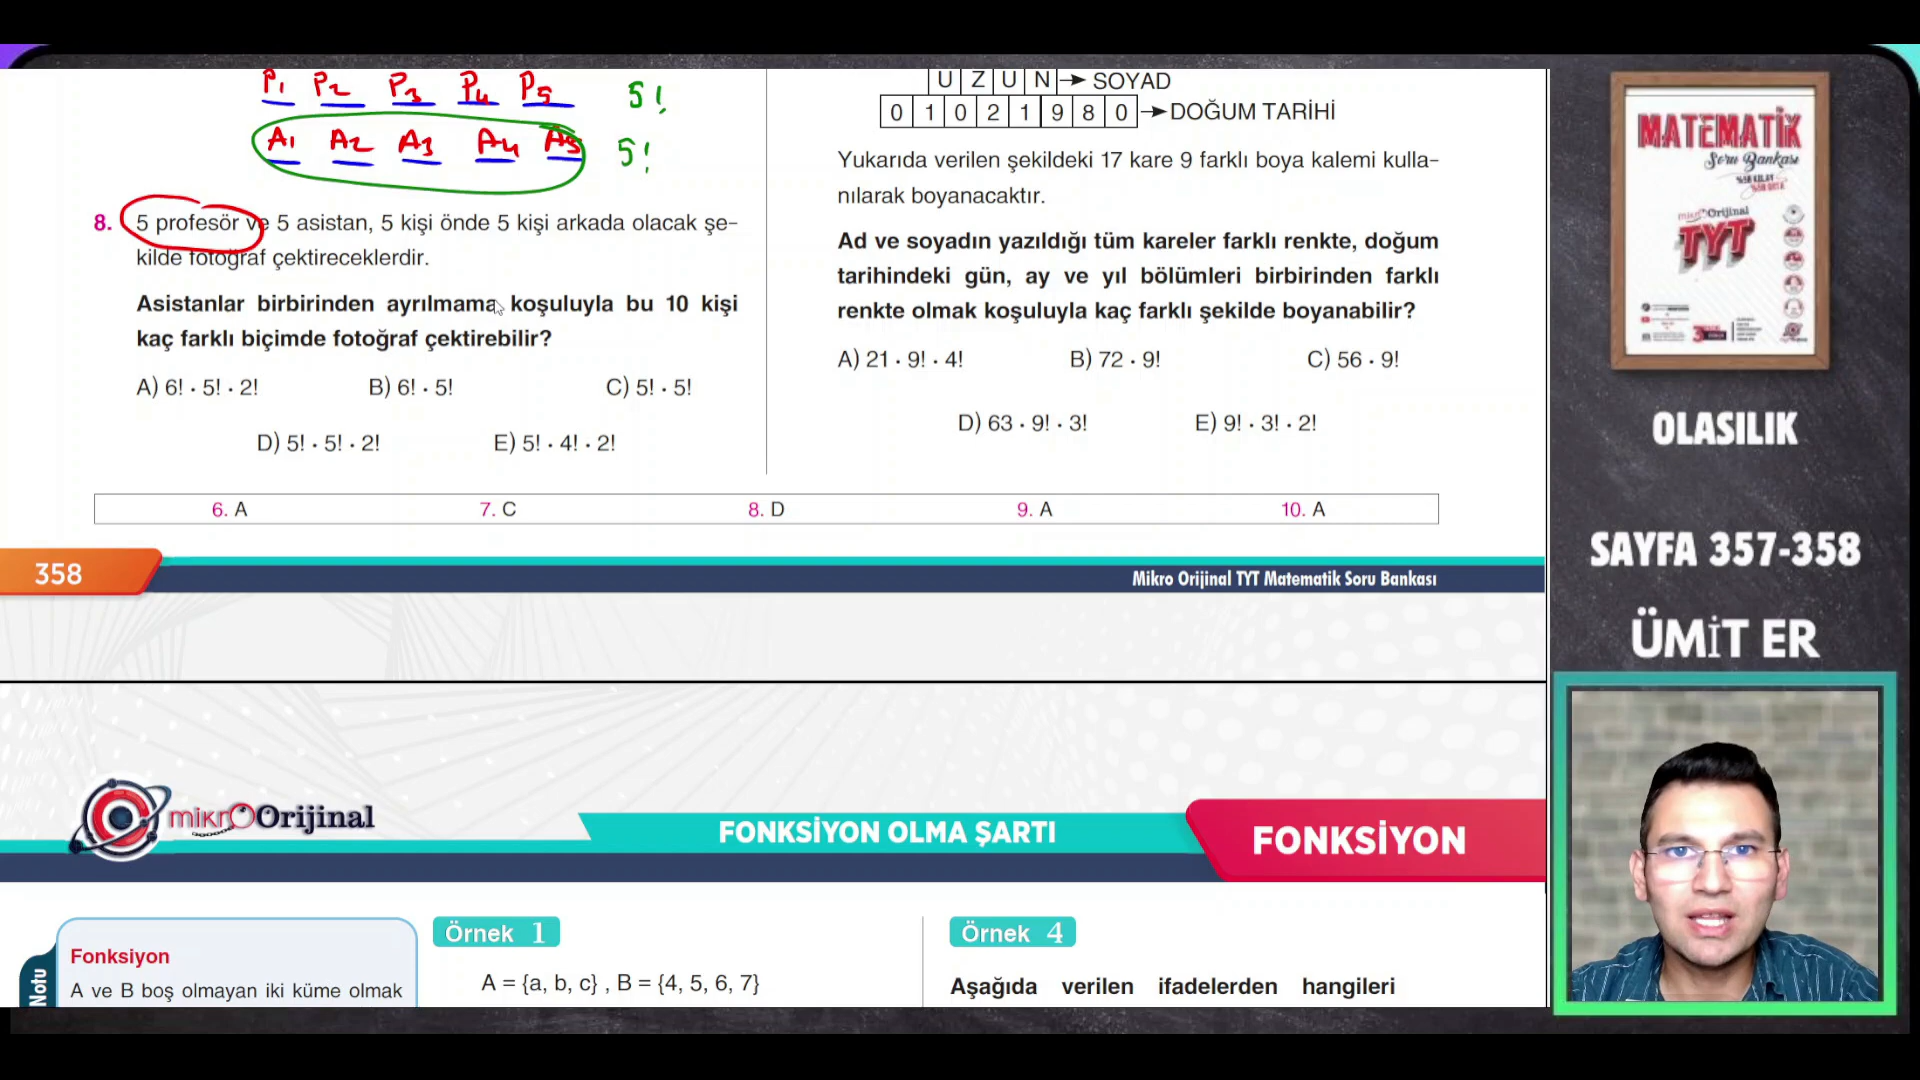 P1 P2 P3 P4 P5 5!
A1 A2 A3 A4 A5 5!
8. 5 profesör ve 5 asistan, 5 kişi önde 5 kişi arkada olacak şe-
kilde fotoğraf çektireceklerdir.
Asistanlar birbirinden ayrılmama koşuluyla bu 10 kişi
kaç farklı biçimde fotoğraf çektirebilir?
A) 6! · 5! · 2! B) 6! · 5! C) 5! · 5!
D) 5! · 5! · 2! E) 5! · 4! · 2!
U Z U N → SOYAD
0 1 0 2 1 9 8 0 → DOĞUM TARİHİ
Yukarıda verilen şekildeki 17 kare 9 farklı boya kalemi kulla-
nılarak boyanacaktır.
Ad ve soyadın yazıldığı tüm kareler farklı renkte, doğum
tarihindeki gün, ay ve yıl bölümleri birbirinden farklı
renkte olmak koşuluyla kaç farklı şekilde boyanabilir?
A) 21 · 9! · 4! B) 72 · 9! C) 56 · 9!
D) 63 · 9! · 3! E) 9! · 3! · 2!
6. A 7. C 8. D 9. A 10. A
358
Mikro Orijinal TYT Matematik Soru Bankası
mikro Orijinal
FONKSİYON OLMA ŞARTI
FONKSİYON
Notu
Fonksiyon
A ve B boş olmayan iki küme olmak
Örnek 1
A = {a, b, c} , B = {4, 5, 6, 7}
Örnek 4
Aşağıda verilen ifadelerden hangileri
MATEMATİK
Soru Bankası
mikro Orijinal
TYT
OLASILIK
SAYFA 357-358
ÜMİT ER